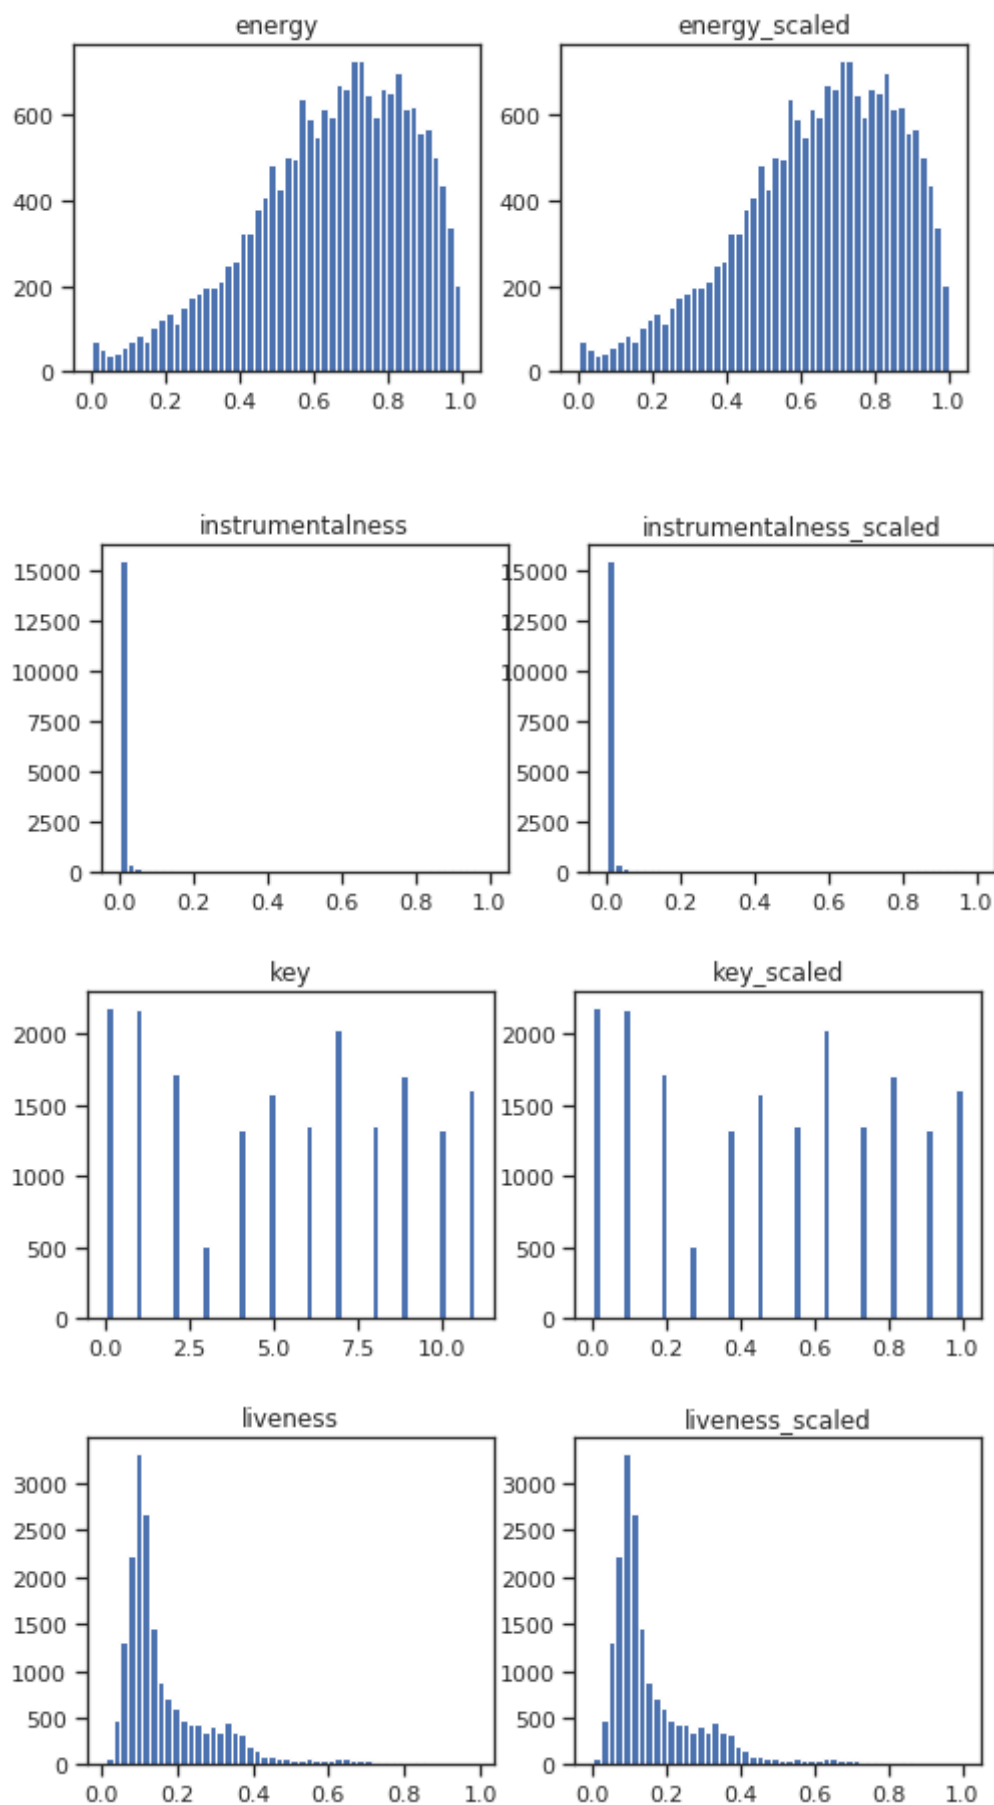 energy energy_scaled
600 600
400 400
200 200
0 0
0.0 0.2 0.4 0.6 0.8 1.0 0.0 0.2 0.4 0.6 0.8 1.0
instrumentalness instrumentalness_scaled
15000 15000
12500 12500
10000 10000
7500 7500
5000 5000
2500 2500
0 0
0.0 0.2 0.4 0.6 0.8 1.0 0.0 0.2 0.4 0.6 0.8 1.0
key key_scaled
2000 2000
1500 1500
1000 1000
500 500
0 0
0.0 2.5 5.0 7.5 10.0 0.0 0.2 0.4 0.6 0.8 1.0
liveness liveness_scaled
3000 3000
2500 2500
2000 2000
1500 1500
1000 1000
500 500
0 0
0.0 0.2 0.4 0.6 0.8 1.0 0.0 0.2 0.4 0.6 0.8 1.0